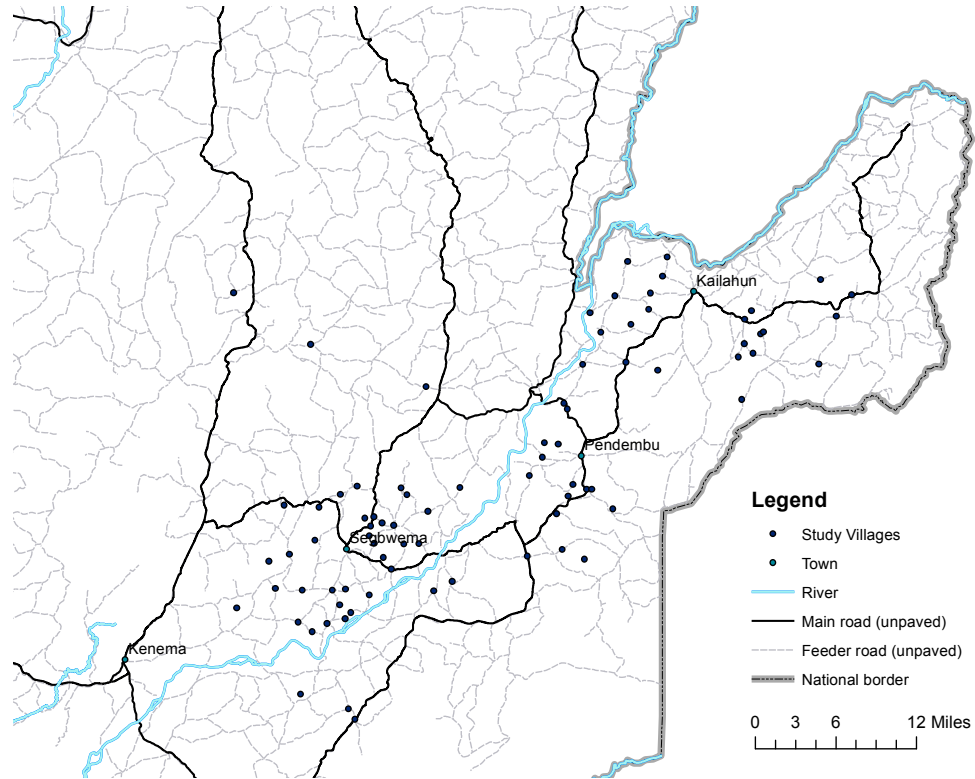 Kailahun
Pendembu
Segbwema
Kenema
Legend
Study Villages
Town
River
Main road (unpaved)
Feeder road (unpaved)
National border
0 3 6 12 Miles